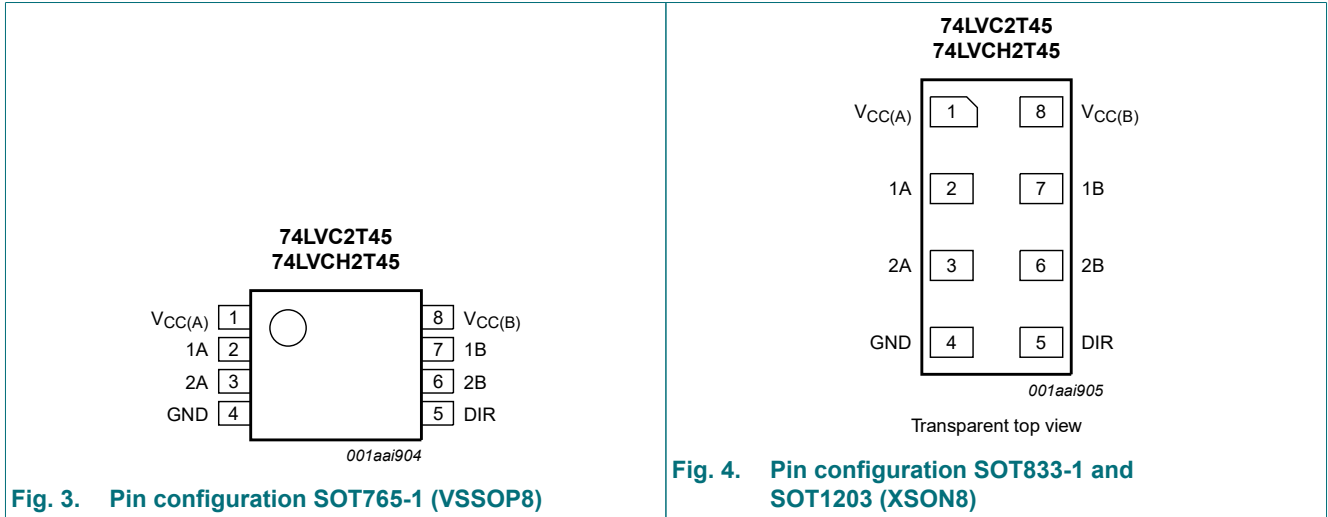 74LVC2T45
74LVCH2T45
VCC(A) 1 8 VCC(B)
1A 2 7 1B
2A 3 6 2B
GND 4 5 DIR
001aai904
Fig. 3. Pin configuration SOT765-1 (VSSOP8)
74LVC2T45
74LVCH2T45
VCC(A) 1 8 VCC(B)
1A 2 7 1B
2A 3 6 2B
GND 4 5 DIR
001aai905
Transparent top view
Fig. 4. Pin configuration SOT833-1 and
SOT1203 (XSON8)